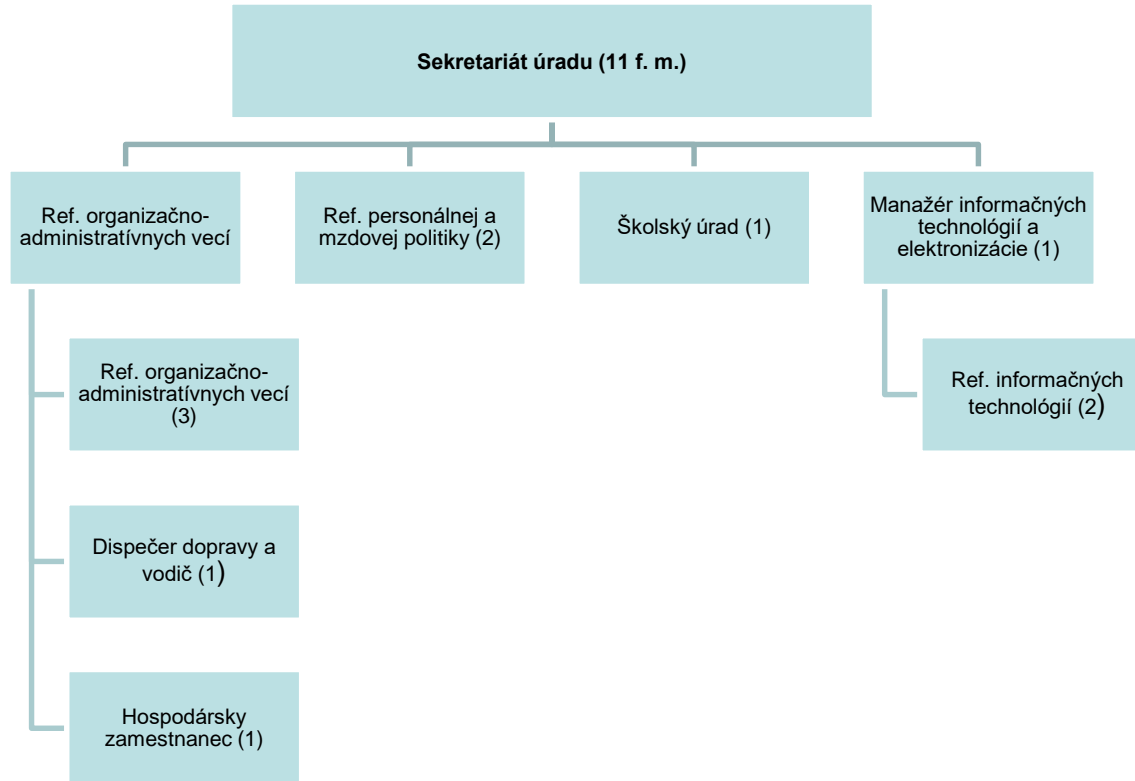 Sekretariát úradu (11 f. m.)
Ref. organizačno-
administratívnych vecí
Ref. personálnej a
mzdovej politiky (2)
Školský úrad (1)
Manažér informačných
technológií a
elektronizácie (1)
Ref. organizačno-
administratívnych vecí
(3)
Ref. informačných
technológií (2)
Dispečer dopravy a
vodič (1)
Hospodársky
zamestnanec (1)